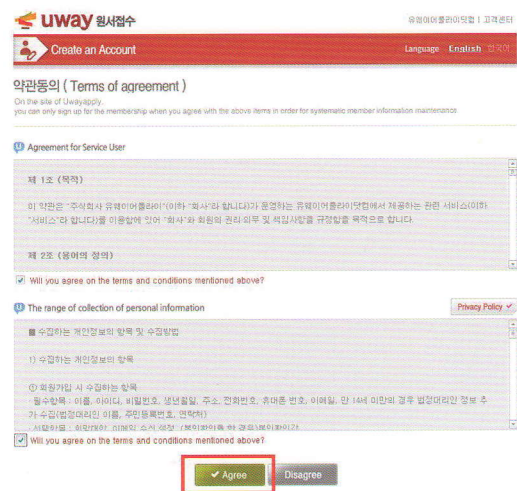 uway 원서접수
유웨이어플라이닷컴 | 고객센터
Create an Account
Language English 한국어
약관동의 ( Terms of agreement )
On the site of Uwayapply,
you can only sign up for the membership when you agree with the above items in order for systematic member information maintenance
Agreement for Service User
제 1조 (목적)
이 약관은 "주식회사 유웨이어플라이"(이하 "회사"라 합니다)가 운영하는 유웨이어플라이닷컴에서 제공하는 관련 서비스(이하
"서비스"라 합니다)를 이용함에 있어 "회사"와 회원의 권리·의무 및 책임사항을 규정함을 목적으로 합니다.
제 2조 (용어의 정의)
Will you agree on the terms and conditions mentioned above?
The range of collection of personal information
Privacy Policy
■ 수집하는 개인정보의 항목 및 수집방법
1) 수집하는 개인정보의 항목
① 회원가입 시 수집하는 항목
- 필수항목 : 이름, 아이디, 비밀번호, 생년월일, 주소, 전화번호, 휴대폰 번호, 이메일, 만 14세 미만의 경우 법정대리인 정보 추
가 수집(법정대리인 이름, 주민등록번호, 연락처)
Will you agree on the terms and conditions mentioned above?
Agree
Disagree